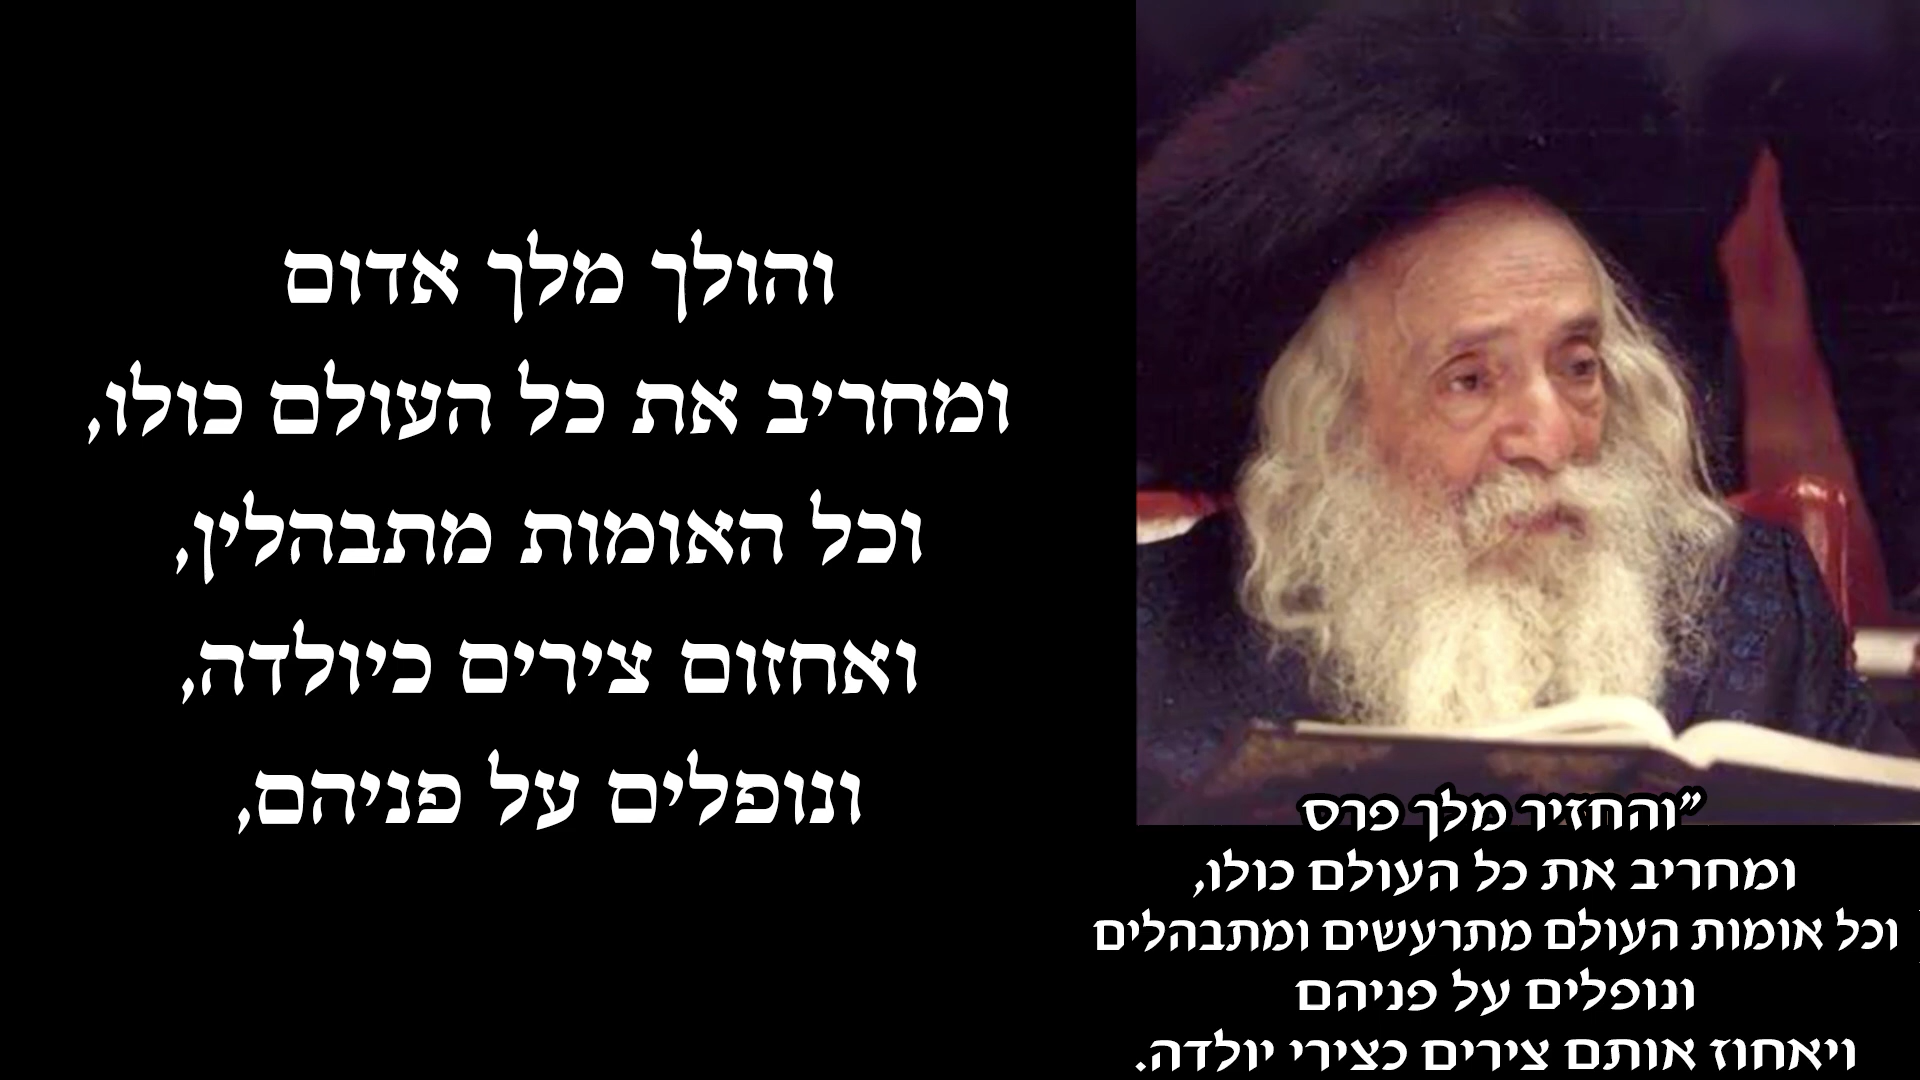 והולך מלך אדום
ומחריב את כל העולם כולו,
וכל האומות מתבהלין,
ואחזום צירים כיולדה,
ונופלים על פניהם,
"והחזיר מלך פרס
ומחריב את כל העולם כולו,
וכל אומות העולם מתרעשים ומתבהלים
ונופלים על פניהם
ויאחוז אותם צירים כצירי יולדה.